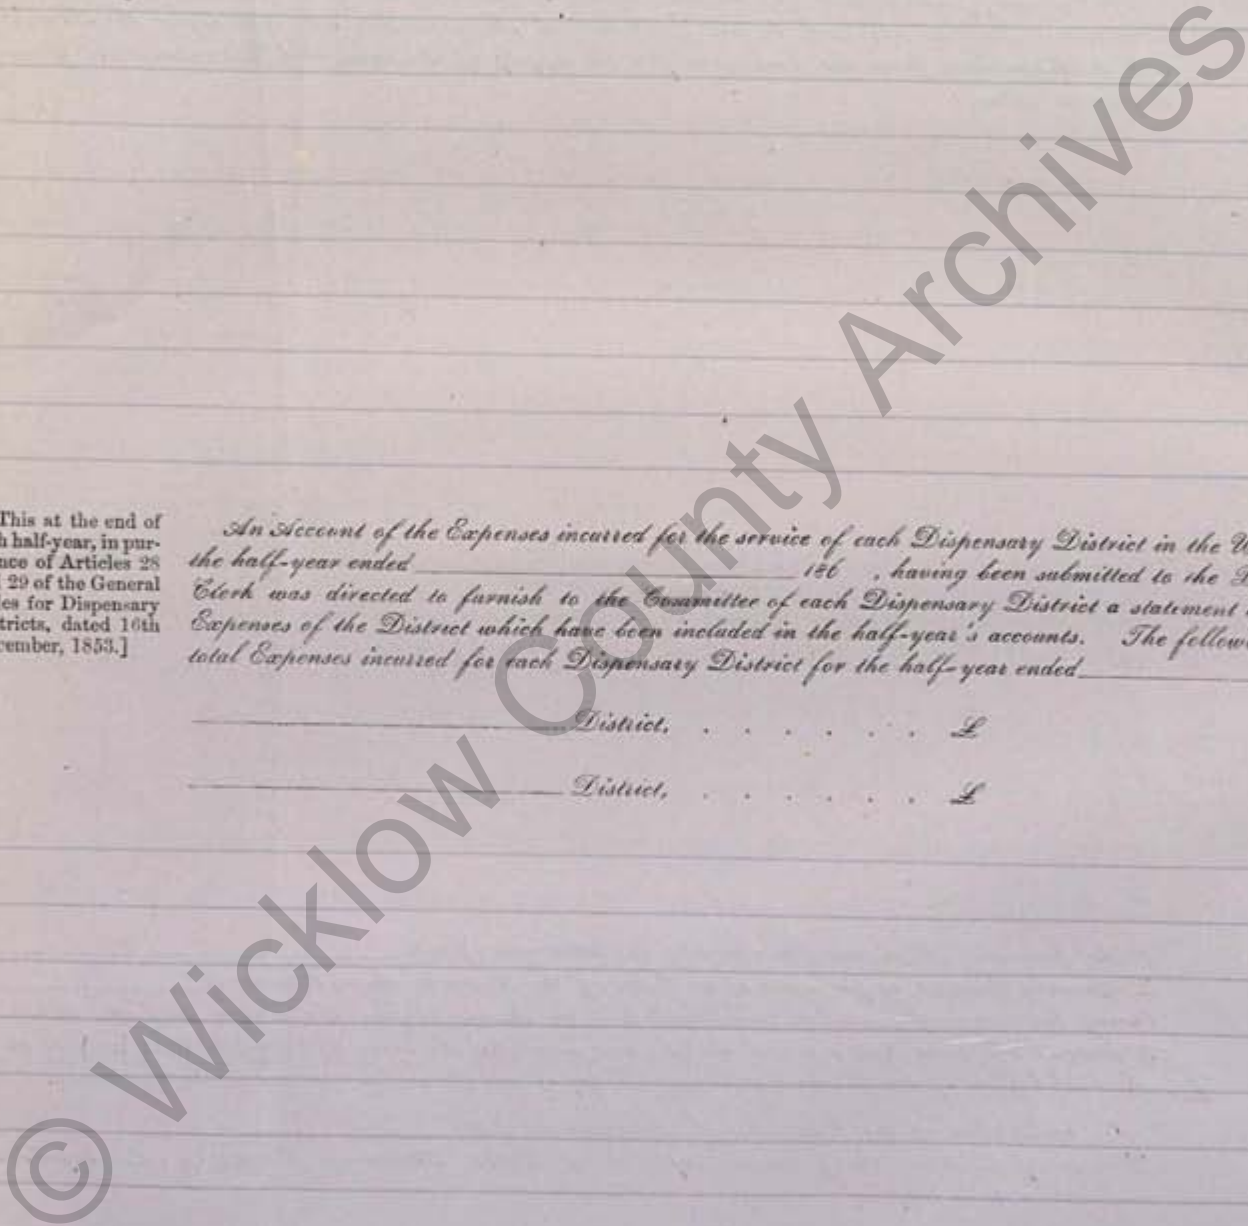 This at the end of
h half-year, in pur-
nce of Articles 28
29 of the General
es for Dispensary
tricts, dated 16th
cember, 1853.]
An Account of the Expenses incurred for the service of each Dispensary District in the U
the half-year ended 186 , having been submitted to the
Clerk was directed to furnish to the Committee of each Dispensary District a statement
Expenses of the District which have been included in the half-year's accounts. The follow
total Expenses incurred for each Dispensary District for the half-year ended
District, . . . . . . £
District, . . . . . . £
© Wicklow County Archives